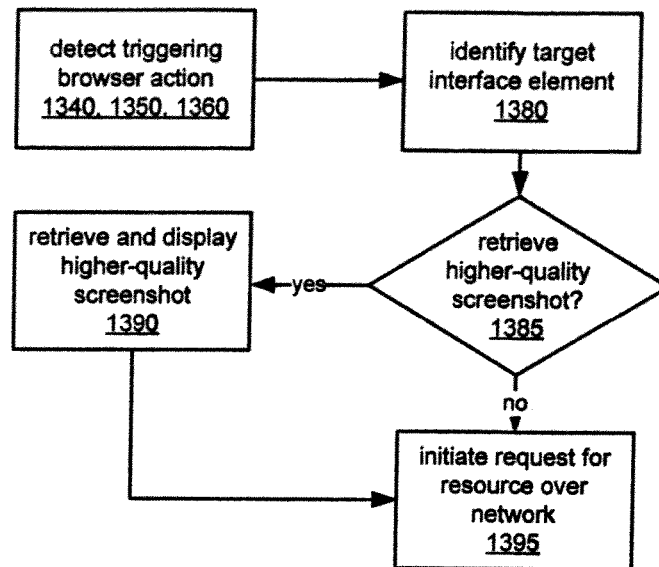 detect triggering
browser action
1340, 1350, 1360
identify target
interface element
1380
retrieve
higher-quality
screenshot?
1385
yes
retrieve and display
higher-quality
screenshot
1390
no
initiate request for
resource over
network
1395